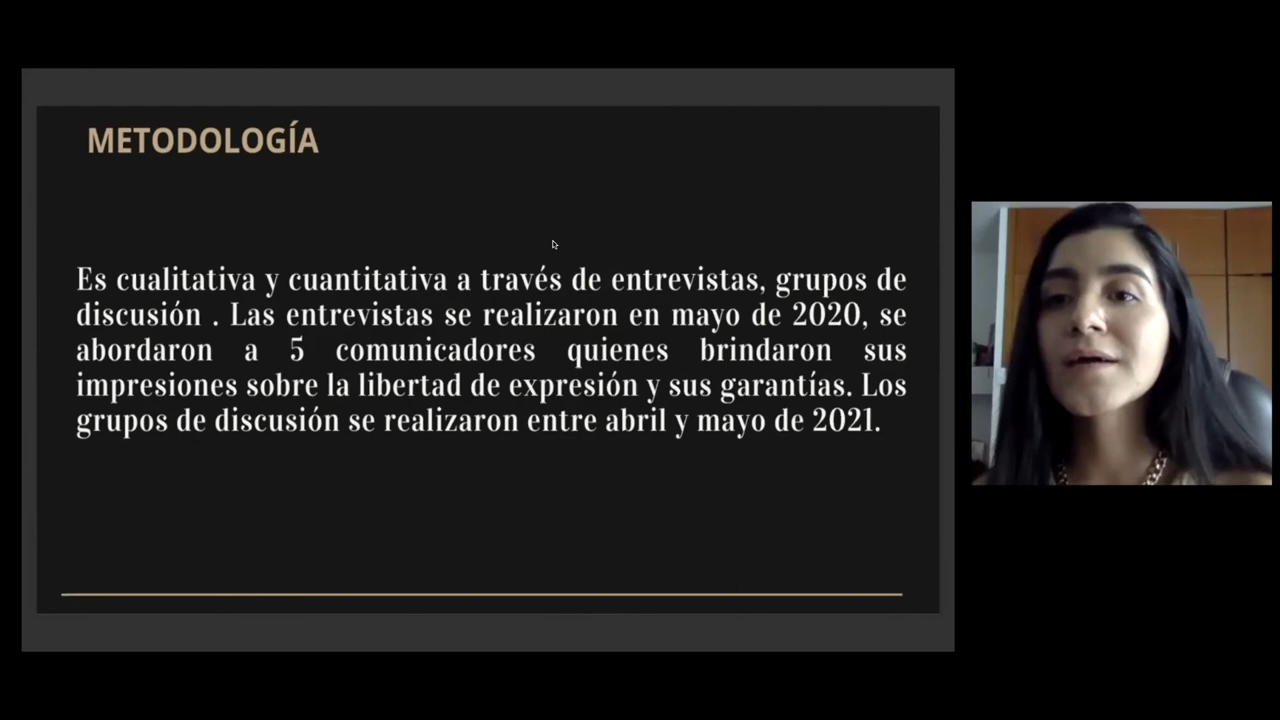 METODOLOGÍA
Es cualitativa y cuantitativa a través de entrevistas, grupos de
discusión . Las entrevistas se realizaron en mayo de 2020, se
abordaron a 5 comunicadores quienes brindaron sus
impresiones sobre la libertad de expresión y sus garantías. Los
grupos de discusión se realizaron entre abril y mayo de 2021.